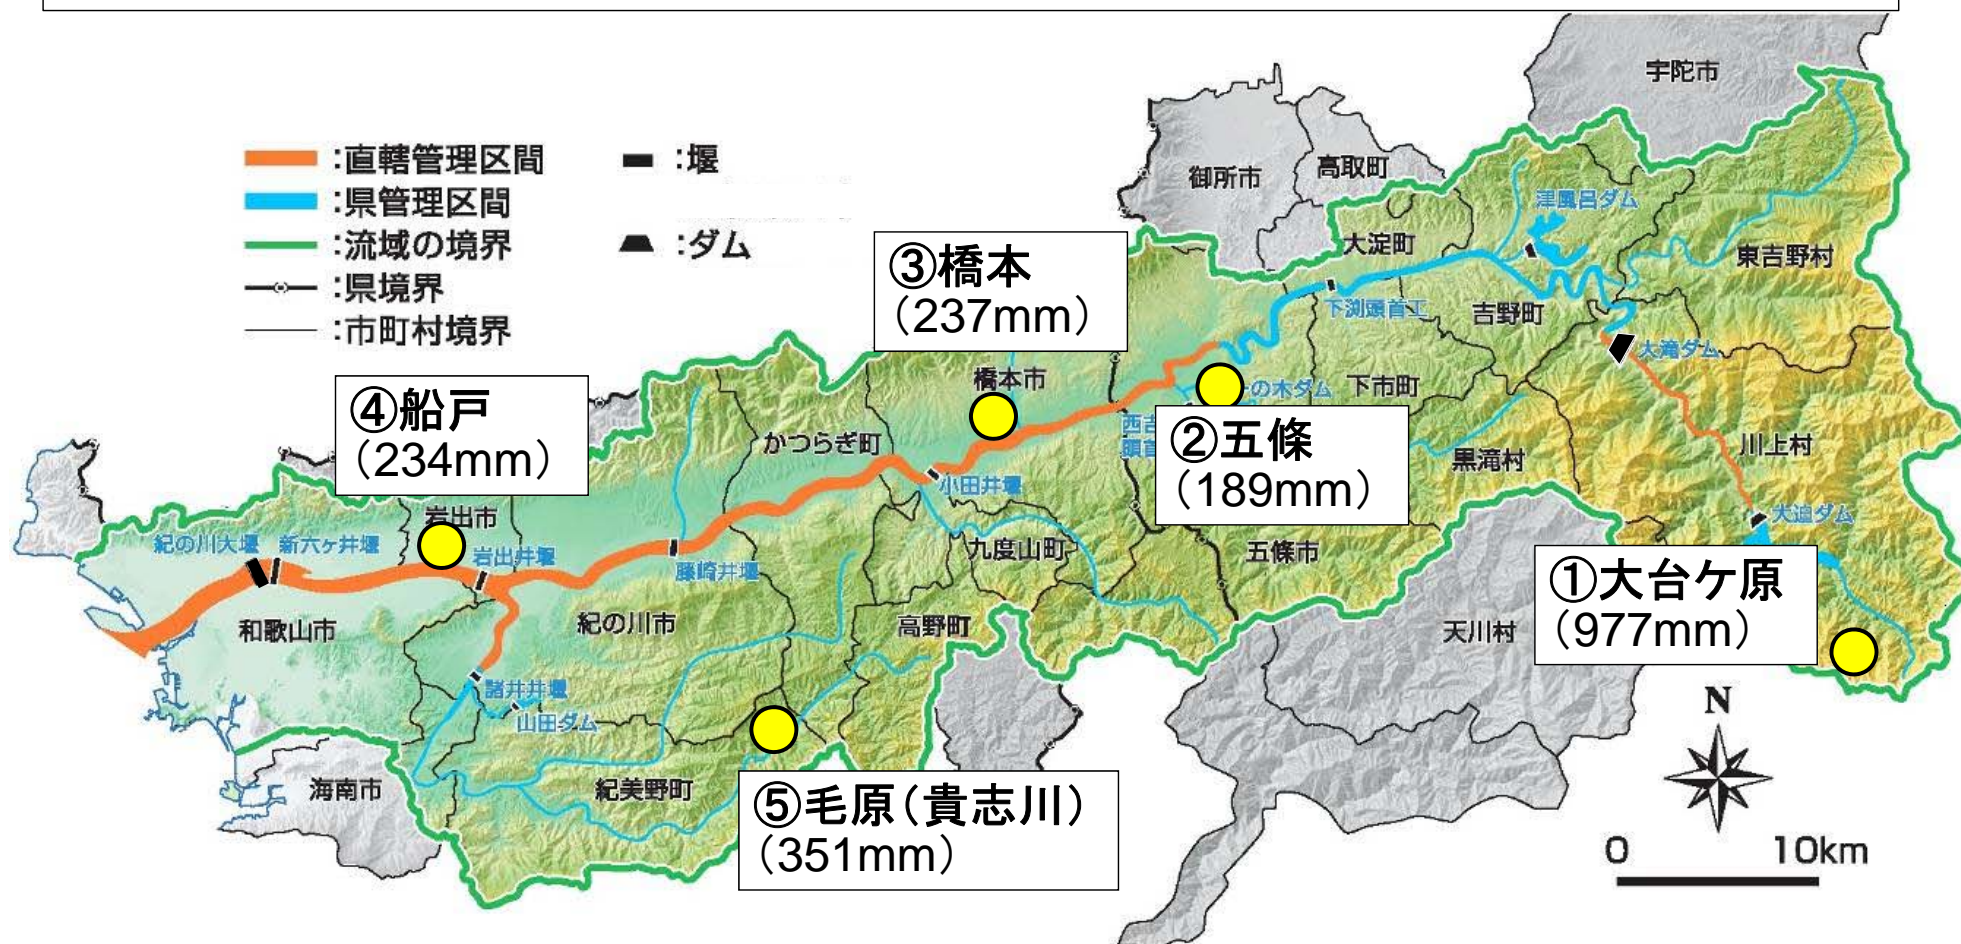 :直轄管理区間
:堰
:県管理区間
:流域の境界
:ダム
:県境界
:市町村境界
宇陀市
御所市
高取町
津風呂ダム
大淀町
東吉野村
③橋本
（237mm）
下渕頭首工
吉野町
大滝ダム
橋本市
下市町
の木ダム
④船戸
（234mm）
かつらぎ町
西吉
頭首
②五條
（189mm）
黒滝村
川上村
小田井堰
大迫ダム
岩出市
紀の川大堰
新六ヶ井堰
岩出井堰
藤崎井堰
九度山町
五條市
①大台ケ原
（977mm）
和歌山市
紀の川市
高野町
天川村
諸井井堰
山田ダム
N
海南市
紀美野町
⑤毛原（貴志川）
（351mm）
0
10km